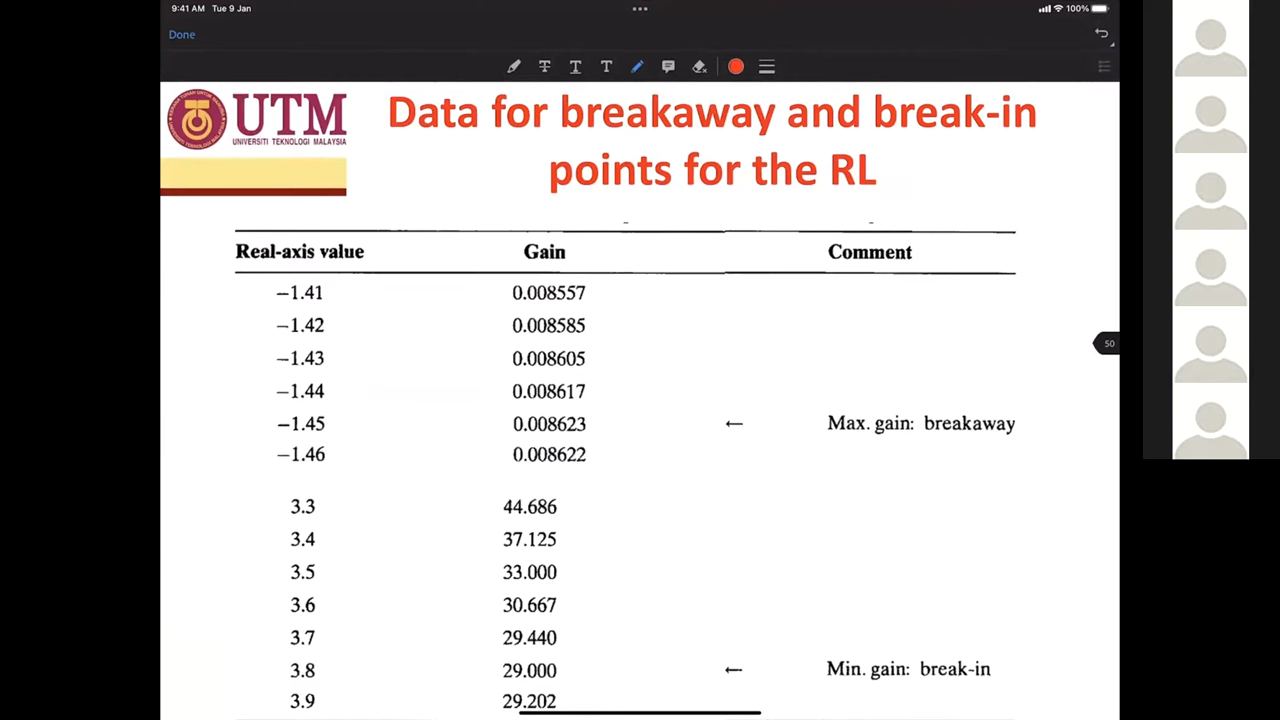 9:41 AM Tue 9 Jan
100%
Done
UTM
UNIVERSITI TEKNOLOGI MALAYSIA
Data for breakaway and break-in
points for the RL
Real-axis value Gain Comment
−1.41 0.008557
−1.42 0.008585
−1.43 0.008605
−1.44 0.008617
−1.45 0.008623 ← Max. gain: breakaway
−1.46 0.008622
3.3 44.686
3.4 37.125
3.5 33.000
3.6 30.667
3.7 29.440
3.8 29.000 ← Min. gain: break-in
3.9 29.202
50